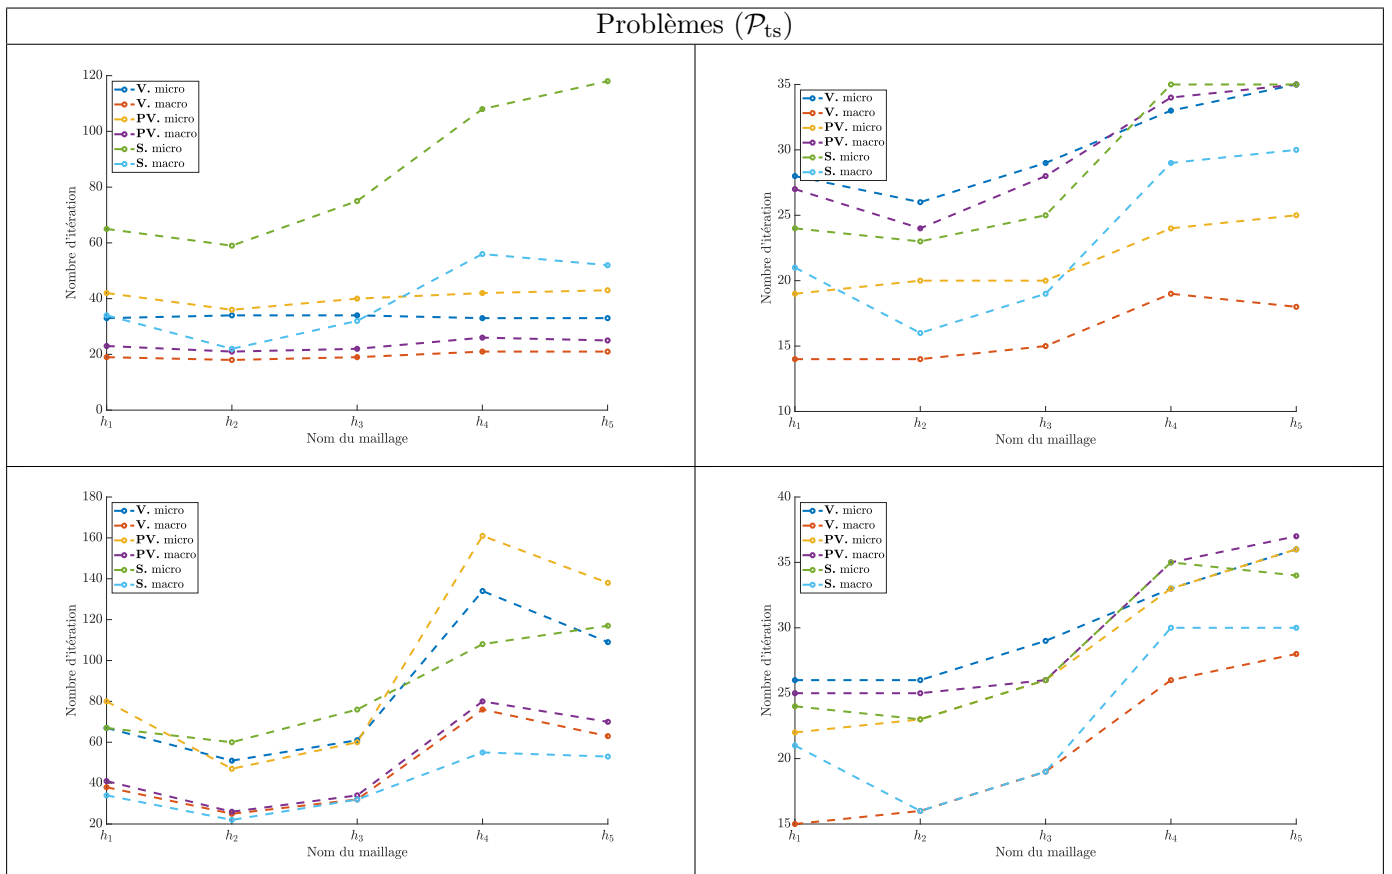 Problèmes (𝒫ts)
120
100
80
60
40
20
0
Nombre d'itération
V. micro
V. macro
PV. micro
PV. macro
S. micro
S. macro
h1 h2 h3 h4 h5
Nom du maillage
35
30
25
20
15
10
Nombre d'itération
V. micro
V. macro
PV. micro
PV. macro
S. micro
S. macro
h1 h2 h3 h4 h5
Nom du maillage
180
160
140
120
100
80
60
40
20
Nombre d'itération
V. micro
V. macro
PV. micro
PV. macro
S. micro
S. macro
h1 h2 h3 h4 h5
Nom du maillage
40
35
30
25
20
15
Nombre d'itération
V. micro
V. macro
PV. micro
PV. macro
S. micro
S. macro
h1 h2 h3 h4 h5
Nom du maillage